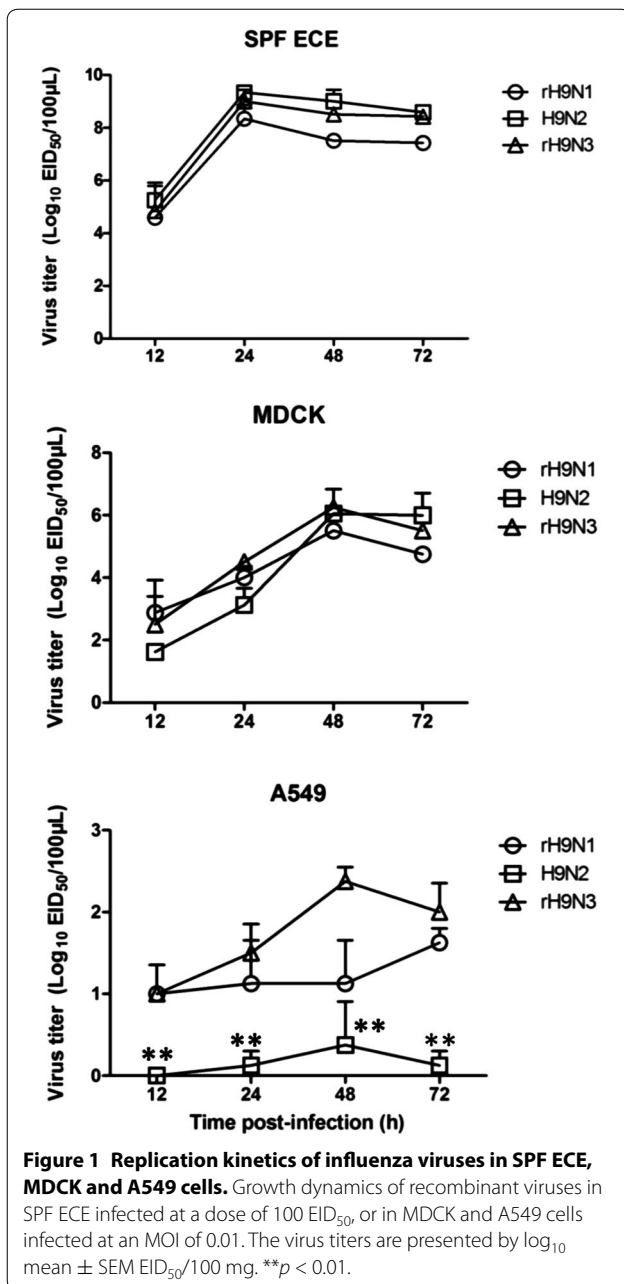 SPF ECE
Virus titer (Log₁₀ EID₅₀/100µL)
10
8
6
4
2
0
12 24 48 72
rH9N1
H9N2
rH9N3
MDCK
Virus titer (Log₁₀ EID₅₀/100µL)
8
6
4
2
0
12 24 48 72
rH9N1
H9N2
rH9N3
A549
Virus titer (Log₁₀ EID₅₀/100µL)
3
2
1
0
** ** ** **
12 24 48 72
Time post-infection (h)
rH9N1
H9N2
rH9N3
Figure 1 Replication kinetics of influenza viruses in SPF ECE,
MDCK and A549 cells. Growth dynamics of recombinant viruses in
SPF ECE infected at a dose of 100 EID₅₀, or in MDCK and A549 cells
infected at an MOI of 0.01. The virus titers are presented by log₁₀
mean ± SEM EID₅₀/100 mg. **p < 0.01.